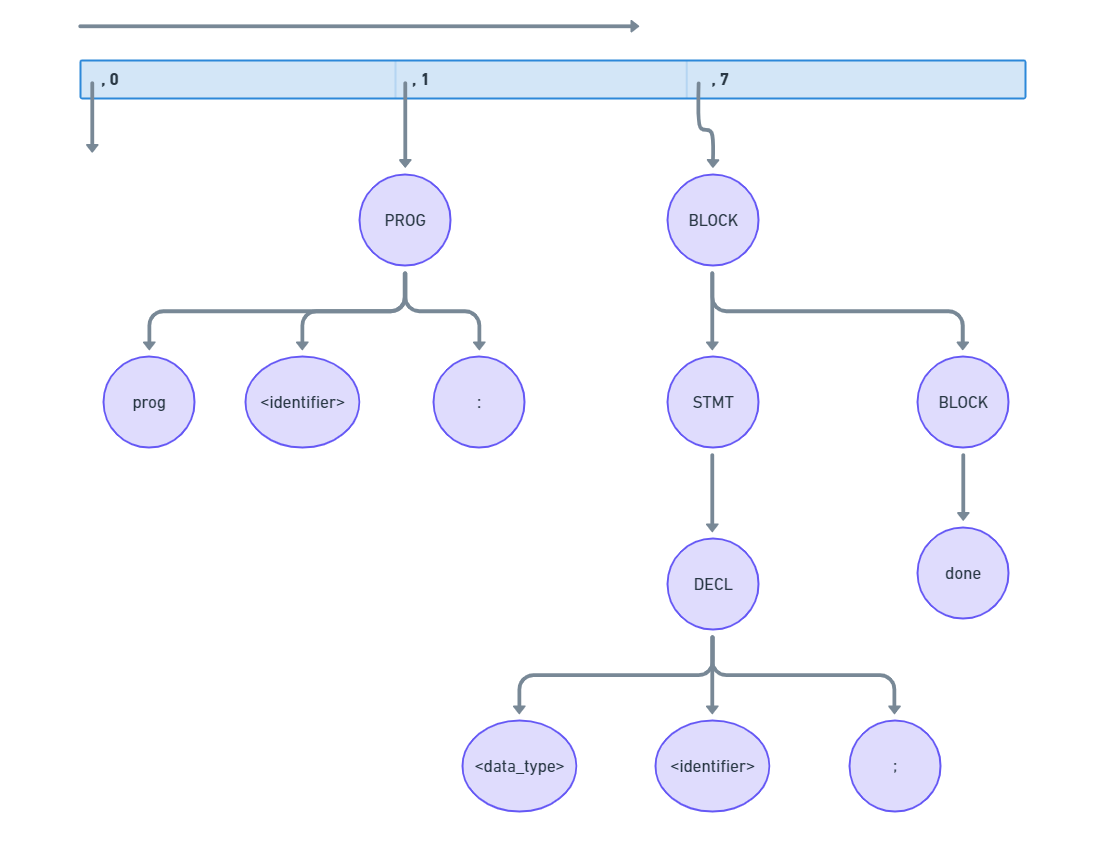 , 0
, 1
, 7
PROG
BLOCK
prog
<identifier>
:
STMT
BLOCK
DECL
done
<data_type>
<identifier>
;